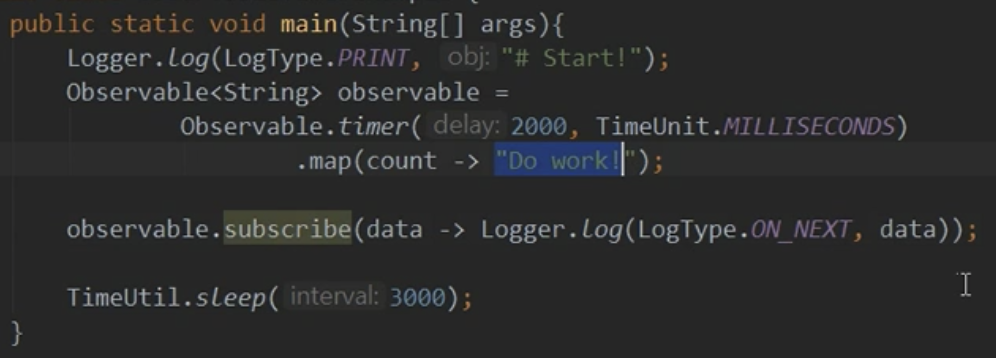 public static void main(String[] args){
Logger.log(LogType.PRINT, obj: "# Start!");
Observable<String> observable =
Observable.timer( delay: 2000, TimeUnit.MILLISECONDS)
.map(count -> "Do work!");
observable.subscribe(data -> Logger.log(LogType.ON_NEXT, data));
TimeUtil.sleep( interval: 3000);
}